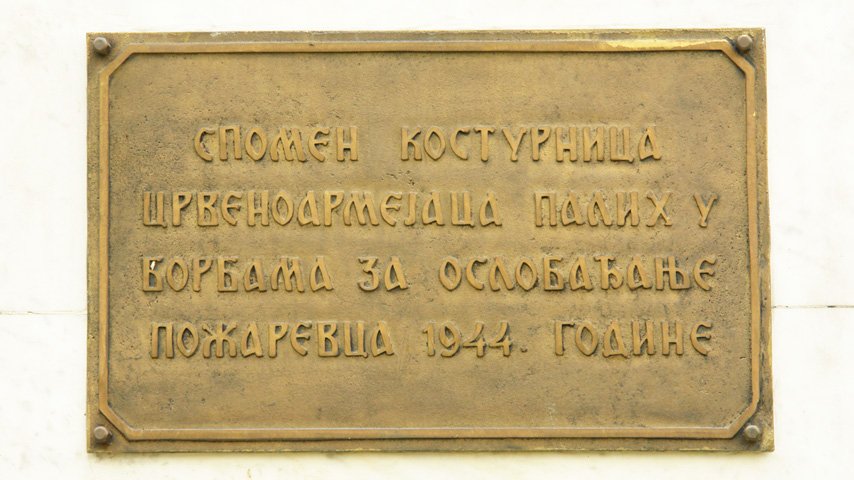 СПОМЕН КОСТУРНИЦА
ЦРВЕНОАРМЕЈАЦА ПАЛИХ У
БОРБАМА ЗА ОСЛОБАЂАЊЕ
ПОЖАРЕВЦА 1944. ГОДИНЕ